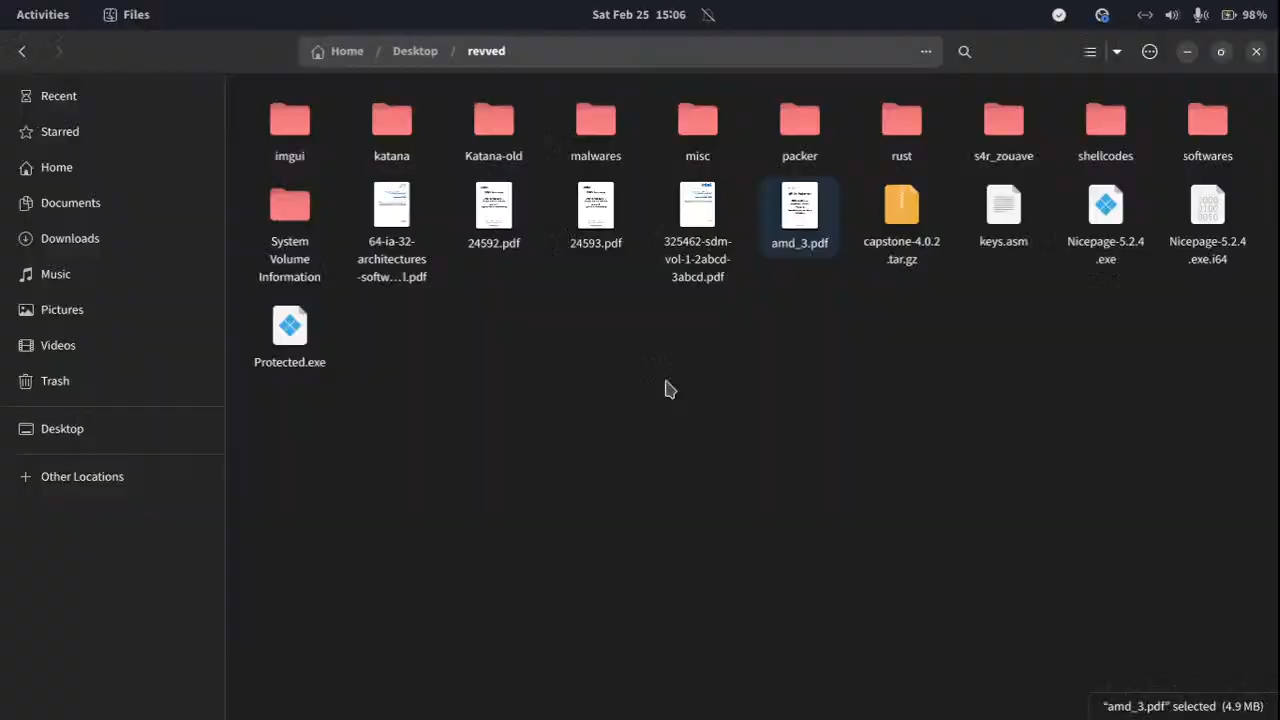 Activities
Files
Sat Feb 25 15:06
98%
Home / Desktop / revved
Recent
Starred
Home
Documents
Downloads
Music
Pictures
Videos
Trash
Desktop
Other Locations
imgui
katana
Katana-old
malwares
misc
packer
rust
s4r_zouave
shellcodes
softwares
System
Volume
Information
64-ia-32-
architectures
-softw...l.pdf
24592.pdf
24593.pdf
325462-sdm-
vol-1-2abcd-
3abcd.pdf
amd_3.pdf
capstone-4.0.2
.tar.gz
keys.asm
Nicepage-5.2.4
.exe
Nicepage-5.2.4
.exe.i64
Protected.exe
"amd_3.pdf" selected (4.9 MB)